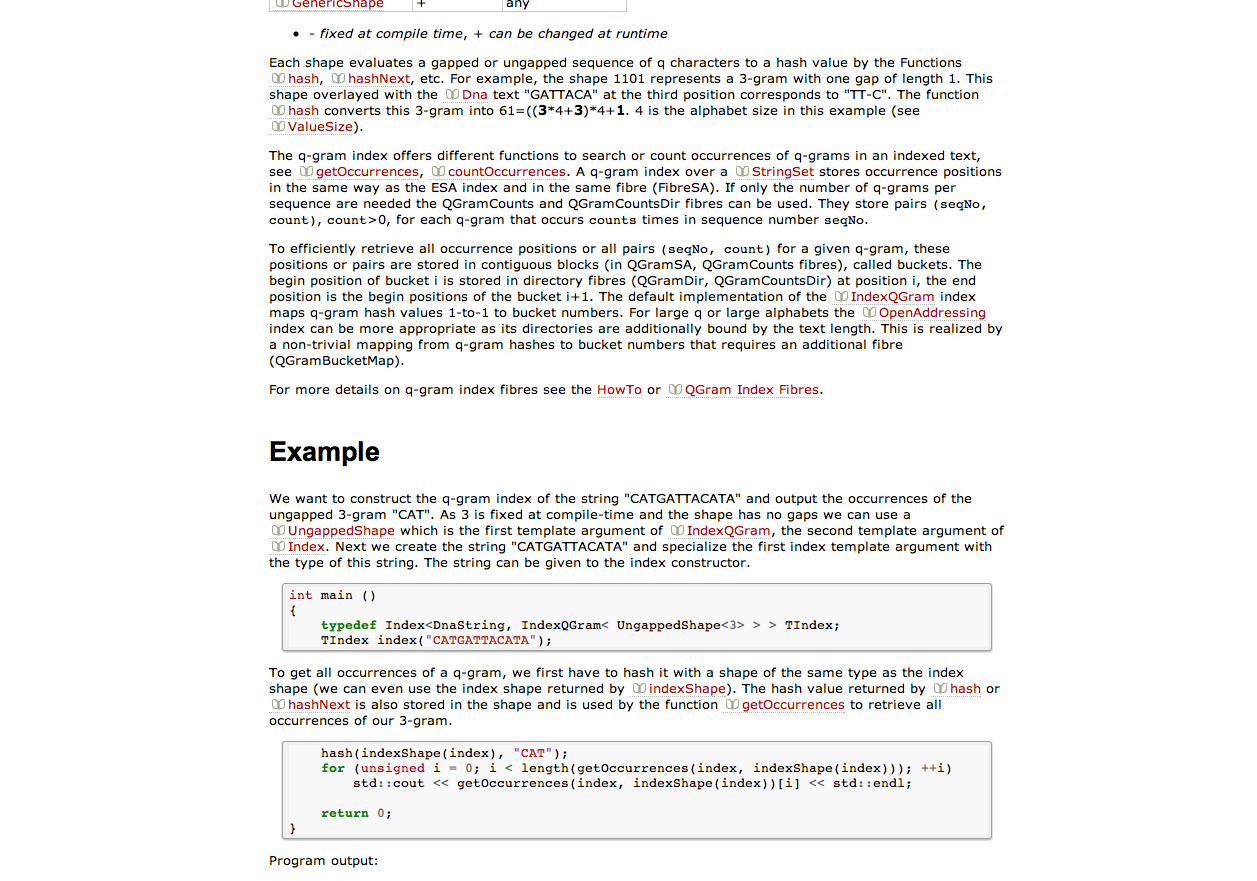 GenericShape + any
• - fixed at compile time, + can be changed at runtime
Each shape evaluates a gapped or ungapped sequence of q characters to a hash value by the Functions
hash, hashNext, etc. For example, the shape 1101 represents a 3-gram with one gap of length 1. This
shape overlayed with the Dna text "GATTACA" at the third position corresponds to "TT-C". The function
hash converts this 3-gram into 61=((3*4+3)*4+1. 4 is the alphabet size in this example (see
ValueSize).
The q-gram index offers different functions to search or count occurrences of q-grams in an indexed text,
see getOccurrences, countOccurrences. A q-gram index over a StringSet stores occurrence positions
in the same way as the ESA index and in the same fibre (FibreSA). If only the number of q-grams per
sequence are needed the QGramCounts and QGramCountsDir fibres can be used. They store pairs (seqNo,
count), count>0, for each q-gram that occurs counts times in sequence number seqNo.
To efficiently retrieve all occurrence positions or all pairs (seqNo, count) for a given q-gram, these
positions or pairs are stored in contiguous blocks (in QGramSA, QGramCounts fibres), called buckets. The
begin position of bucket i is stored in directory fibres (QGramDir, QGramCountsDir) at position i, the end
position is the begin positions of the bucket i+1. The default implementation of the IndexQGram index
maps q-gram hash values 1-to-1 to bucket numbers. For large q or large alphabets the OpenAddressing
index can be more appropriate as its directories are additionally bound by the text length. This is realized by
a non-trivial mapping from q-gram hashes to bucket numbers that requires an additional fibre
(QGramBucketMap).
For more details on q-gram index fibres see the HowTo or QGram Index Fibres.
Example
We want to construct the q-gram index of the string "CATGATTACATA" and output the occurrences of the
ungapped 3-gram "CAT". As 3 is fixed at compile-time and the shape has no gaps we can use a
UngappedShape which is the first template argument of IndexQGram, the second template argument of
Index. Next we create the string "CATGATTACATA" and specialize the first index template argument with
the type of this string. The string can be given to the index constructor.
int main ()
{
    typedef Index<DnaString, IndexQGram< UngappedShape<3> > > TIndex;
    TIndex index("CATGATTACATA");
To get all occurrences of a q-gram, we first have to hash it with a shape of the same type as the index
shape (we can even use the index shape returned by indexShape). The hash value returned by hash or
hashNext is also stored in the shape and is used by the function getOccurrences to retrieve all
occurrences of our 3-gram.
    hash(indexShape(index), "CAT");
    for (unsigned i = 0; i < length(getOccurrences(index, indexShape(index))); ++i)
        std::cout << getOccurrences(index, indexShape(index))[i] << std::endl;
    return 0;
}
Program output: